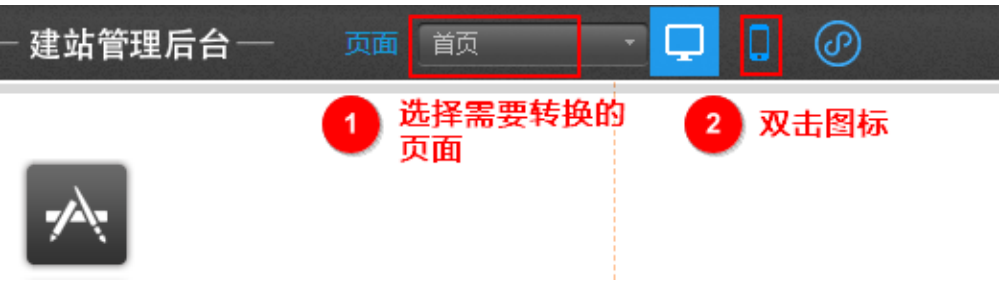 建站管理后台
页面 首页
1 选择需要转换的
页面
2 双击图标